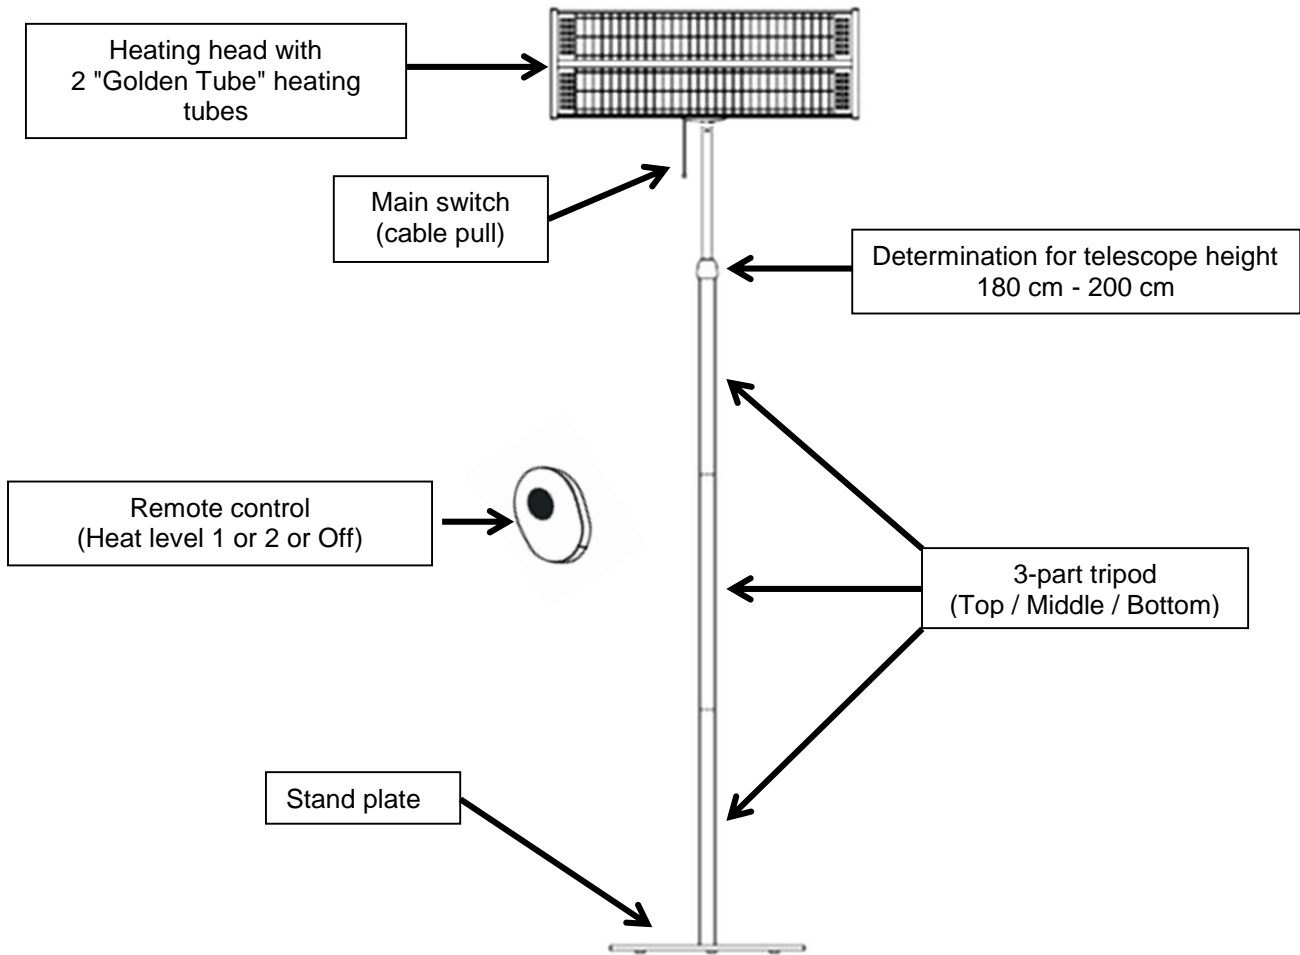 Heating head with
2 "Golden Tube" heating
tubes
Main switch
(cable pull)
Determination for telescope height
180 cm - 200 cm
Remote control
(Heat level 1 or 2 or Off)
3-part tripod
(Top / Middle / Bottom)
Stand plate